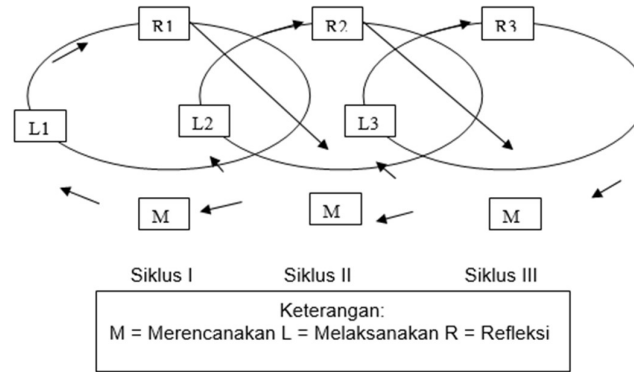 R1 R2 R3
L1 L2 L3
M M M
Siklus I Siklus II Siklus III
Keterangan:
M = Merencanakan L = Melaksanakan R = Refleksi